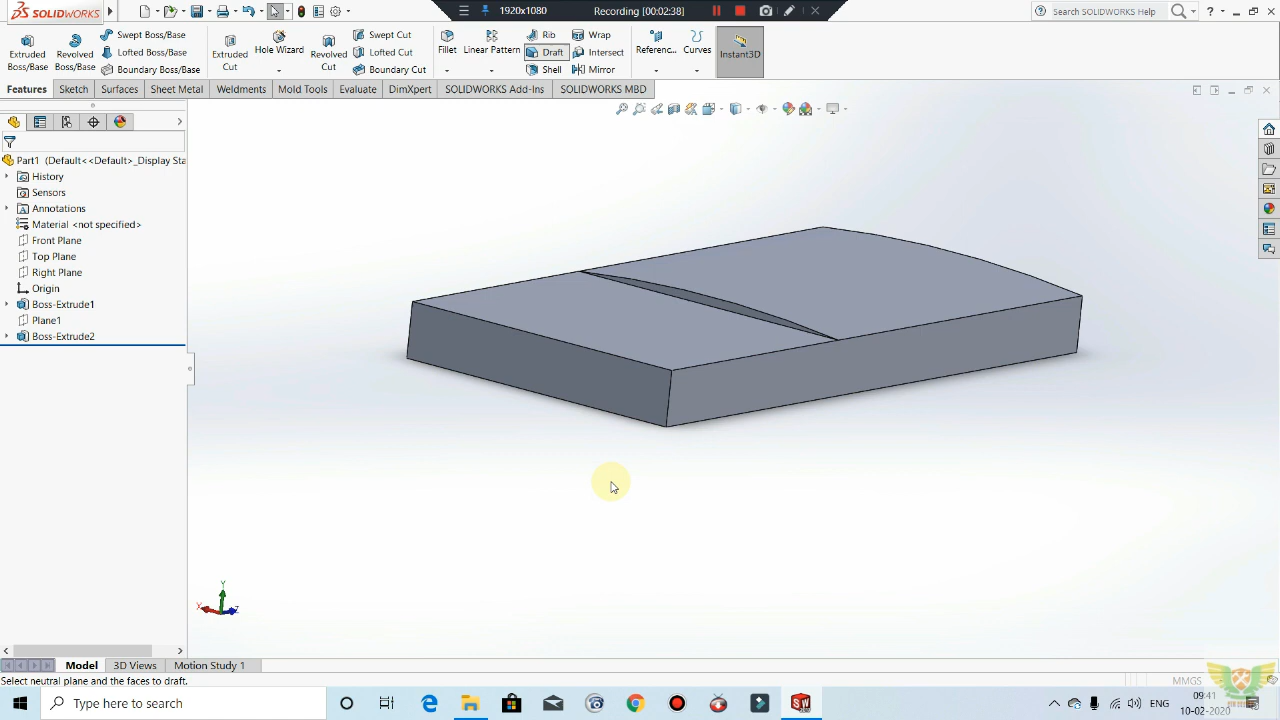 SOLIDWORKS
1920x1080
Recording [00:02:38]
Search SOLIDWORKS Help
Extruded Boss/Base
Revolved Boss/Base
Swept Boss/Base
Lofted Boss/Base
Boundary Boss/Base
Extruded Cut
Hole Wizard
Revolved Cut
Swept Cut
Lofted Cut
Boundary Cut
Fillet
Linear Pattern
Rib
Draft
Shell
Wrap
Intersect
Mirror
Referenc...
Curves
Instant3D
Features
Sketch
Surfaces
Sheet Metal
Weldments
Mold Tools
Evaluate
DimXpert
SOLIDWORKS Add-Ins
SOLIDWORKS MBD
Part1 (Default<<Default>_Display Sta
History
Sensors
Annotations
Material <not specified>
Front Plane
Top Plane
Right Plane
Origin
Boss-Extrude1
Plane1
Boss-Extrude2
Y
X
Z
Model
3D Views
Motion Study 1
Select neutral plane and the faces to draft.
MMGS
Type here to search
ENG
09:41
10-02-2020